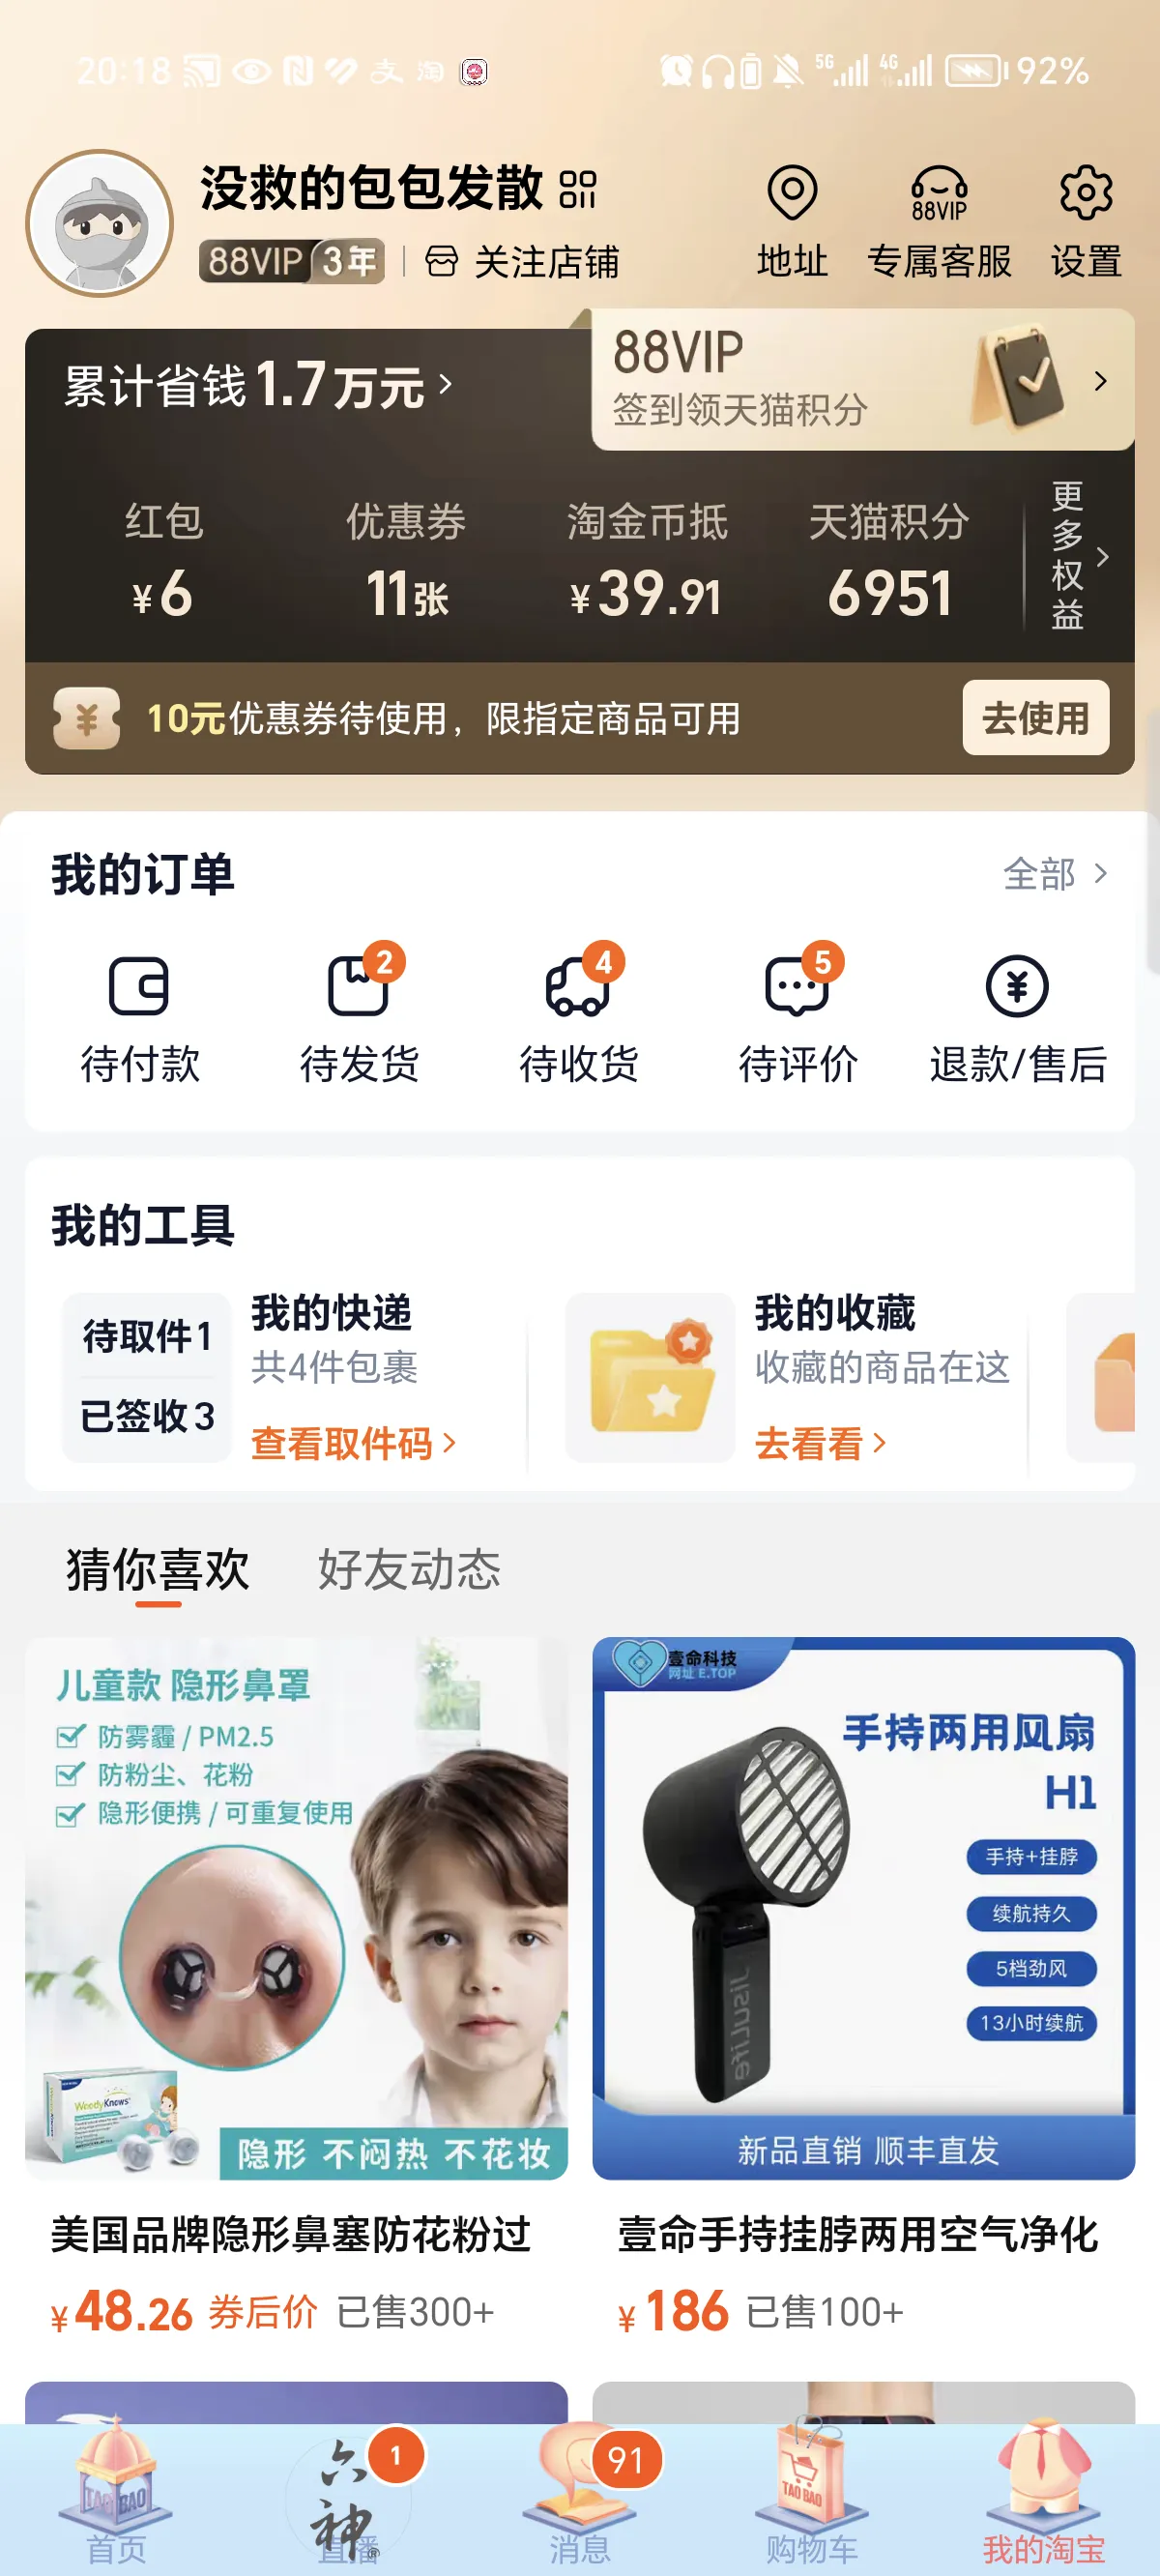 20:18 支 淘 5G 4G 92%
没救的包包发散
88VIP 3年 关注店铺
88VIP
地址 专属客服 设置
累计省钱1.7万元
88VIP
签到领天猫积分
红包 优惠券 淘金币抵 天猫积分
¥6 11张 ¥39.91 6951
更多权益
10元优惠券待使用，限指定商品可用
去使用
我的订单 全部
2 4 5
待付款 待发货 待收货 待评价 退款/售后
我的工具
待取件1
已签收3
我的快递
共4件包裹
查看取件码
我的收藏
收藏的商品在这
去看看
猜你喜欢 好友动态
儿童款 隐形鼻罩
防雾霾 / PM2.5
防粉尘、花粉
隐形便携 / 可重复使用
WoodyKnows
隐形 不闷热 不花妆
壹命科技
网址 E.TOP
手持两用风扇
H1
手持+挂脖
续航持久
5档劲风
13小时续航
JISULIFE
新品直销 顺丰直发
美国品牌隐形鼻塞防花粉过
¥48.26 券后价 已售300+
壹命手持挂脖两用空气净化
¥186 已售100+
TAO BAO
六神
1
91
TAO BAO
首页 直播 消息 购物车 我的淘宝